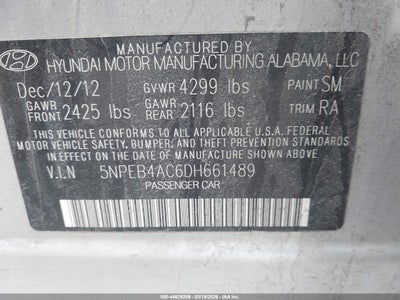 MANUFACTURED BY
HYUNDAI MOTOR MANUFACTURING ALABAMA, LLC
Dec/12/12 GVWR 4299 lbs PAINT SM
GAWR FRONT 2425 lbs GAWR REAR 2116 lbs TRIM RA
THIS VEHICLE CONFORMS TO ALL APPLICABLE U.S.A. FEDERAL
MOTOR VEHICLE SAFETY, BUMPER, AND THEFT PREVENTION
STANDARDS IN EFFECT ON THE DATE OF MANUFACTURE SHOWN ABOVE.
V.I.N 5NPEB4AC6DH661489
PASSENGER CAR
000-44629209 - 03/19/2026 - IAA Inc.